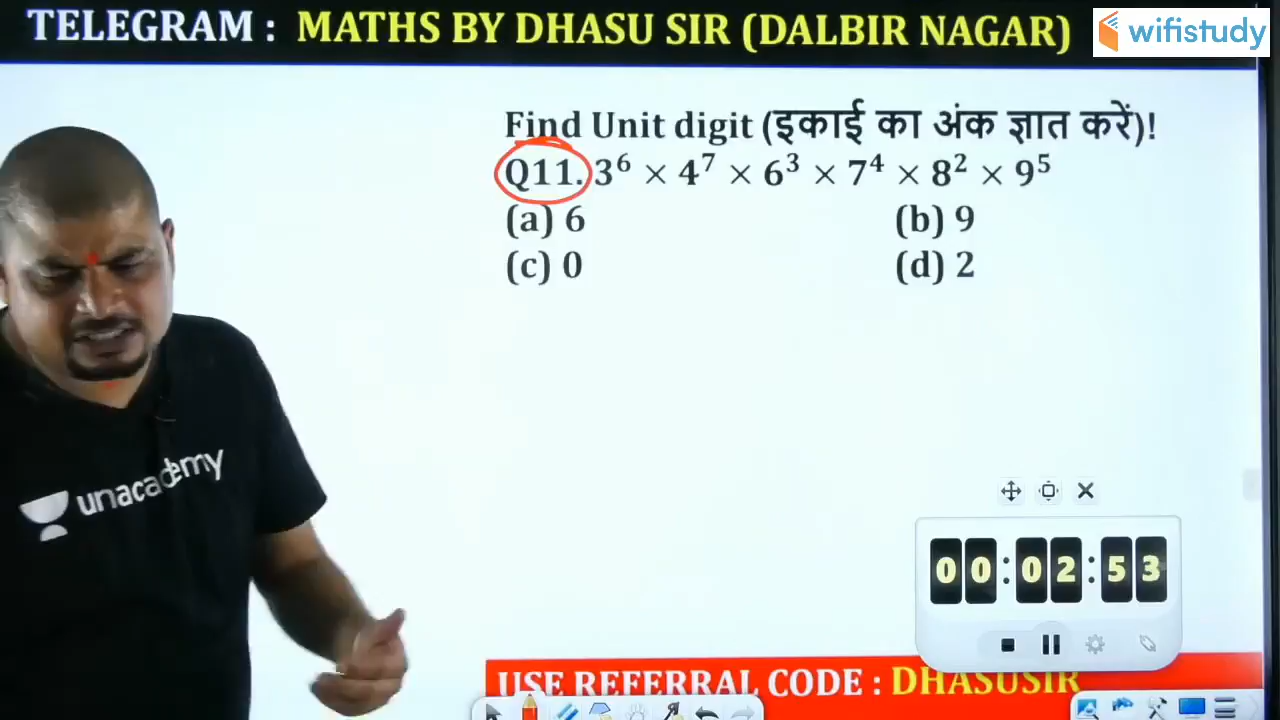 TELEGRAM : MATHS BY DHASU SIR (DALBIR NAGAR)
wifistudy
Find Unit digit (इकाई का अंक ज्ञात करें)!
Q11. 3⁶ × 4⁷ × 6³ × 7⁴ × 8² × 9⁵
(a) 6 (b) 9
(c) 0 (d) 2
unacademy
00:02:53
USE REFERRAL CODE : DHASUSIR